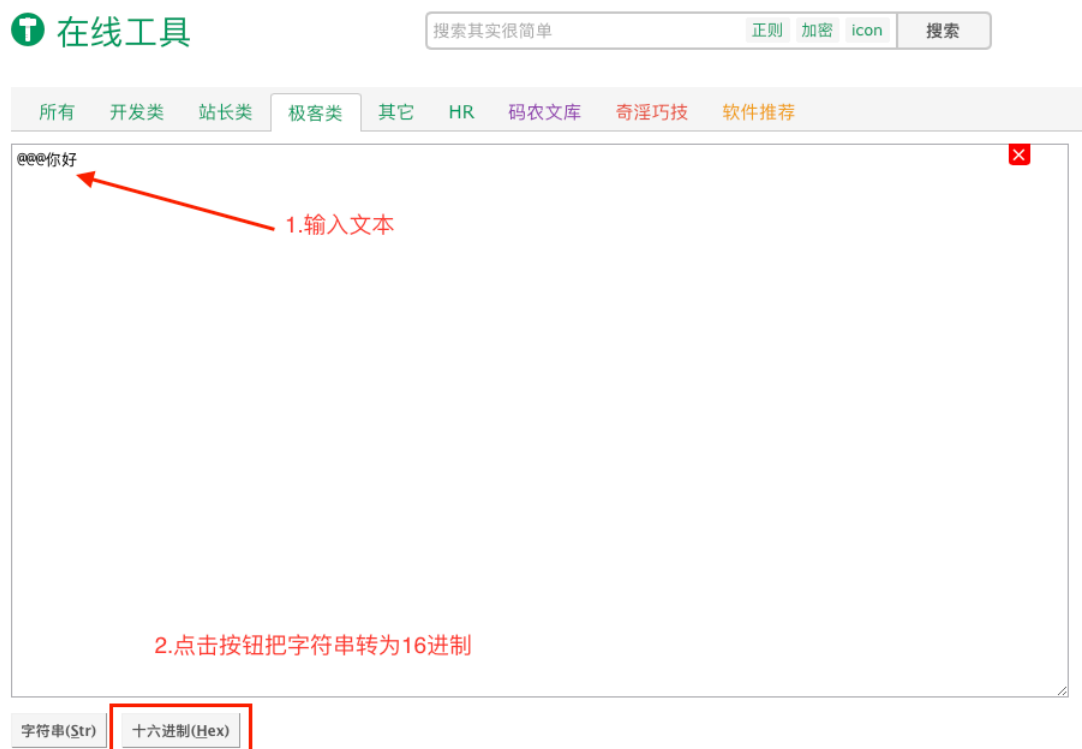 T 在线工具
搜索其实很简单 正则 加密 icon 搜索
所有 开发类 站长类 极客类 其它 HR 码农文库 奇淫巧技 软件推荐
@@@你好
1.输入文本
2.点击按钮把字符串转为16进制
字符串(Str) 十六进制(Hex)